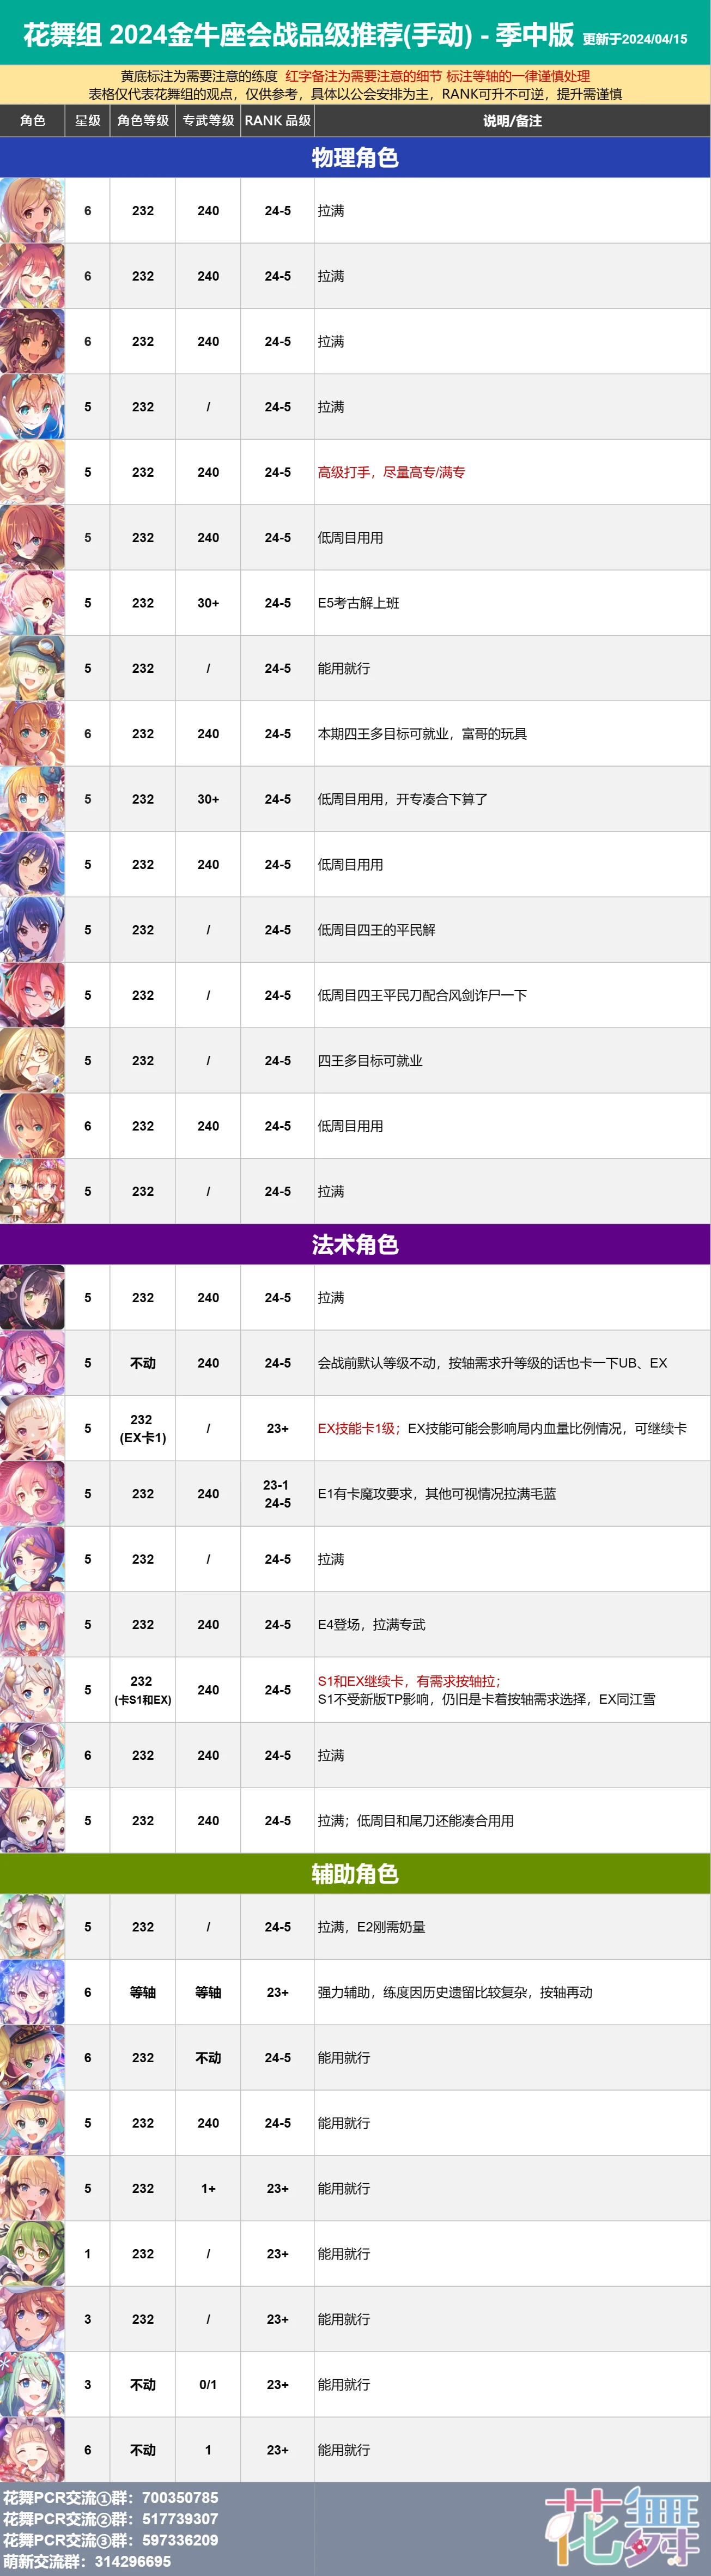 花舞组 2024金牛座会战品级推荐(手动) - 季中版 更新于2024/04/15
黄底标注为需要注意的练度 红字备注为需要注意的细节 标注等轴的一律谨慎处理
表格仅代表花舞组的观点，仅供参考，具体以公会安排为主，RANK可升不可逆，提升需谨慎
角色 星级 角色等级 专武等级 RANK 品级 说明/备注
物理角色
6 232 240 24-5 拉满
6 232 240 24-5 拉满
6 232 240 24-5 拉满
5 232 / 24-5 拉满
5 232 240 24-5 高级打手，尽量高专/满专
5 232 240 24-5 低周目用用
5 232 30+ 24-5 E5考古解上班
5 232 / 24-5 能用就行
6 232 240 24-5 本期四王多目标可就业，富哥的玩具
5 232 30+ 24-5 低周目用用，开专凑合下算了
5 232 240 24-5 低周目用用
5 232 / 24-5 低周目四王的平民解
5 232 / 24-5 低周目四王平民刀配合风剑诈尸一下
5 232 / 24-5 四王多目标可就业
6 232 240 24-5 低周目用用
5 232 / 24-5 拉满
法术角色
5 232 240 24-5 拉满
5 不动 240 24-5 会战前默认等级不动，按轴需求升等级的话也卡一下UB、EX
5 232 / 23+ EX技能卡1级；EX技能可能会影响局内血量比例情况，可继续卡
(EX卡1)
5 232 240 23-1 E1有卡魔攻要求，其他可视情况拉满毛蓝
24-5
5 232 / 24-5 拉满
5 232 240 24-5 E4登场，拉满专武
5 232 240 24-5 S1和EX继续卡，有需求按轴拉；
(卡S1和EX) S1不受新版TP影响，仍旧是卡着按轴需求选择，EX同江雪
6 232 240 24-5 拉满
5 232 240 24-5 拉满；低周目和尾刀还能凑合用用
辅助角色
5 232 / 24-5 拉满，E2刚需奶量
6 等轴 等轴 23+ 强力辅助，练度因历史遗留比较复杂，按轴再动
6 232 不动 24-5 能用就行
5 232 240 24-5 能用就行
5 232 1+ 23+ 能用就行
1 232 / 23+ 能用就行
3 232 / 23+ 能用就行
3 不动 0/1 23+ 能用就行
6 不动 1 23+ 能用就行
花舞PCR交流①群：700350785
花舞PCR交流②群：517739307
花舞PCR交流③群：597336209
萌新交流群：314296695
花舞